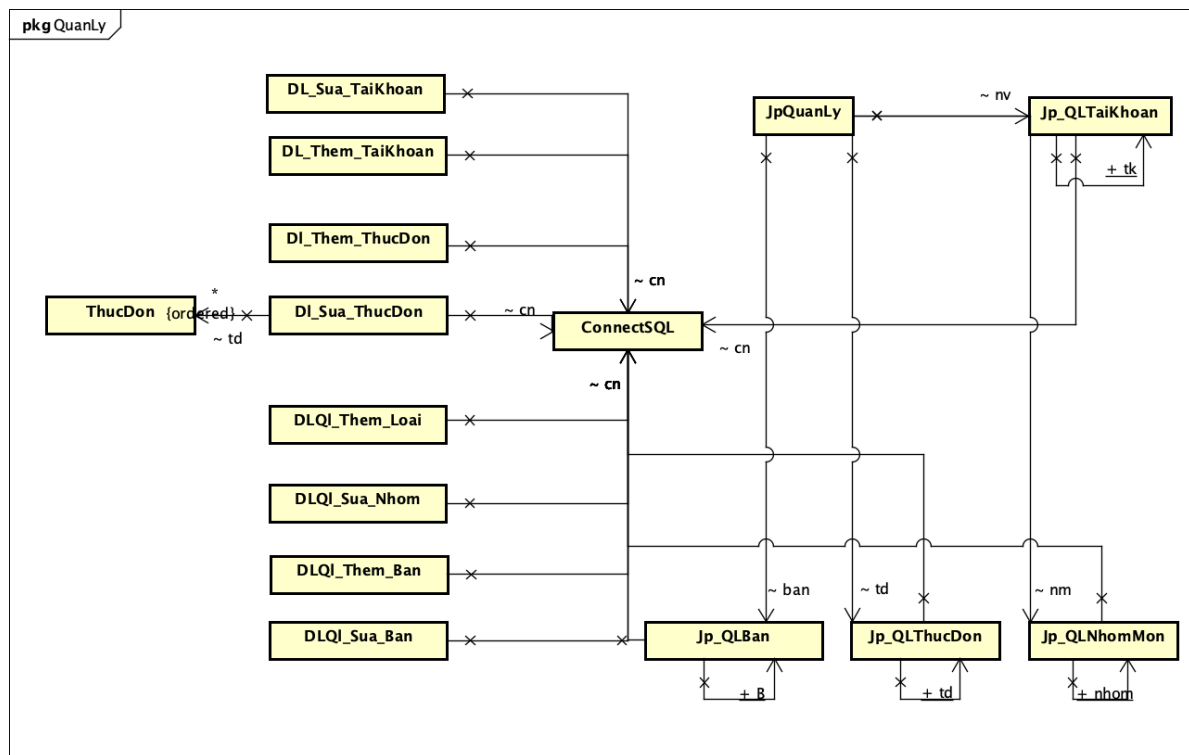 pkg QuanLy
DL_Sua_TaiKhoan
JpQuanLy
~ nv
Jp_QLTaiKhoan
DL_Them_TaiKhoan
+ tk
Dl_Them_ThucDon
~ cn
ThucDon
*
{ordered}
~ td
Dl_Sua_ThucDon
~ cn
ConnectSQL
~ cn
~ cn
DLQl_Them_Loai
DLQl_Sua_Nhom
DLQl_Them_Ban
~ ban
~ td
~ nm
DLQl_Sua_Ban
Jp_QLBan
Jp_QLThucDon
Jp_QLNhomMon
+ B
+ td
+ nhom